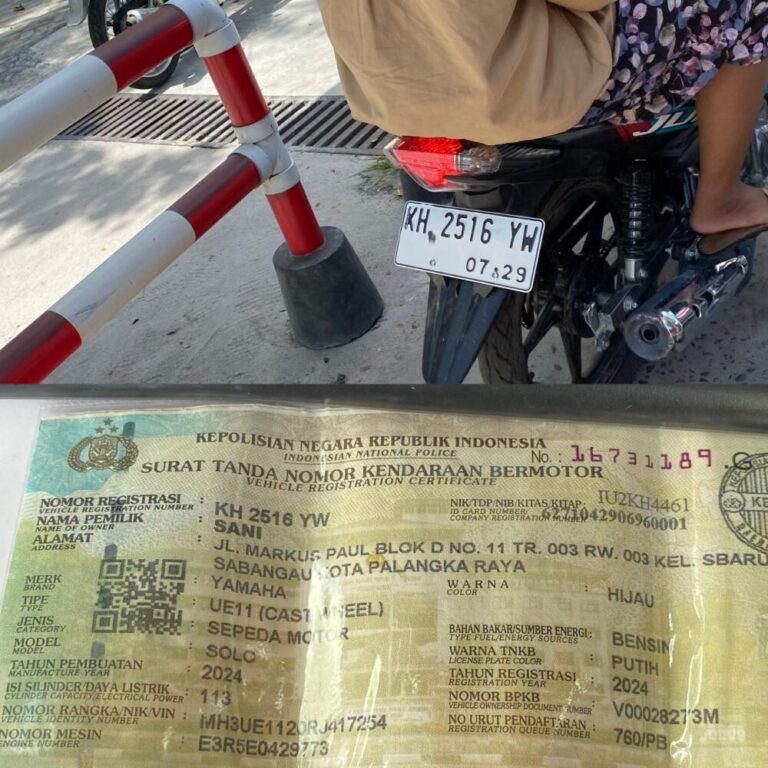 JU
KH 2516 YW
07 29
KEPOLISIAN NEGARA REPUBLIK INDONESIA
INDONESIAN NATIONAL POLICE
No.: 16731189.G
SURAT TANDA NOMOR KENDARAAN BERMOTOR
VEHICLE REGISTRATION CERTIFICATE
IU2KH4461
NOMOR REGISTRASI : KH 2516 YW
VEHICLE REGISTRATION NUMBER
NIK/TDP/NIB/KITAS/KITAP : 6271042906960001
ID CARD NUMBER/
COMPANY REGISTRATION NUMBER
NAMA PEMILIK : SANI
NAME OF OWNER
ALAMAT : JL. MARKUS PAUL BLOK D NO. 11 TR. 003 RW. 003 KEL. SBARU
ADDRESS
SABANGAU KOTA PALANGKA RAYA
MERK : YAMAHA
BRAND
TIPE : UE11 (CAST WHEEL)
TYPE
JENIS : SEPEDA MOTOR
CATEGORY
MODEL : SOLO
MODEL
TAHUN PEMBUATAN : 2024
MANUFACTURE YEAR
ISI SILINDER/DAYA LISTRIK : 113
CYLINDER CAPACITY/ELECTRICAL POWER
NOMOR RANGKA/NIK/VIN : MH3UE1120RJ417254
VEHICLE IDENTITY NUMBER
NOMOR MESIN : E3R5E0429773
ENGINE NUMBER
WARNA : HIJAU
COLOR
BAHAN BAKAR/SUMBER ENERGI : BENSIN
TYPE FUEL/ENERGY SOURCES
WARNA TNKB : PUTIH
LICENSE PLATE COLOR
TAHUN REGISTRASI : 2024
REGISTRATION YEAR
NOMOR BPKB : V00028273M
VEHICLE OWNERSHIP DOCUMENT NUMBER
NO URUT PENDAFTARAN : 760/PB
REGISTRATION QUEUE NUMBER